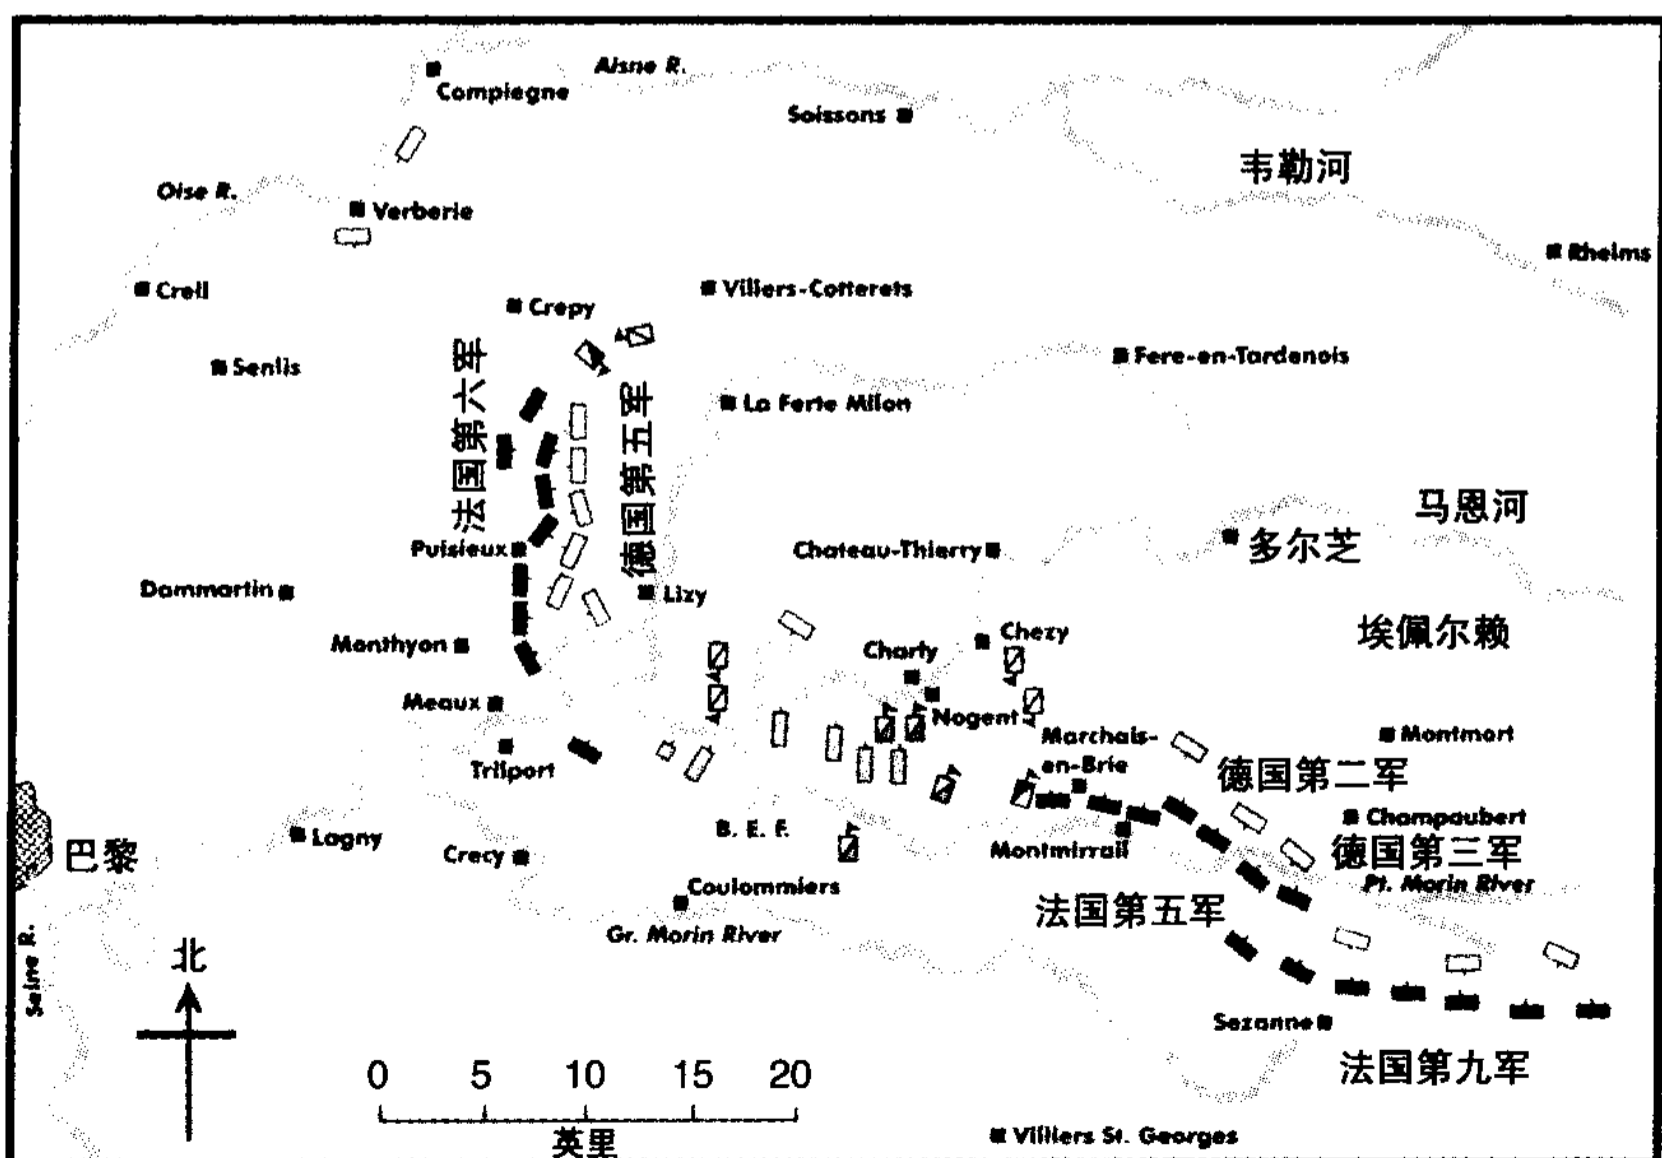 Aisne R.
Compiegne
Soissons
韦勒河
Oise R.
Verberie
Rheims
Creil
Crepy
Villers-Cotterets
Senlis
Fere-en-Tardenois
法国第六军
德国第五军
La Ferte Milon
马恩河
Puisieux
Chateau-Thierry
多尔芝
Dammartin
Lizy
埃佩尔赖
Monthyon
Charly
Chezy
Meaux
Nogent
Marchais-
en-Brie
Montmort
Trilport
德国第二军
Champaubert
巴黎
Lagny
B. E. F.
Crecy
Montmirrail
德国第三军
Pt. Morin River
Coulommiers
法国第五军
Gr. Morin River
Seine R.
北
Sezanne
法国第九军
0 5 10 15 20
英里
Villiers St. Georges